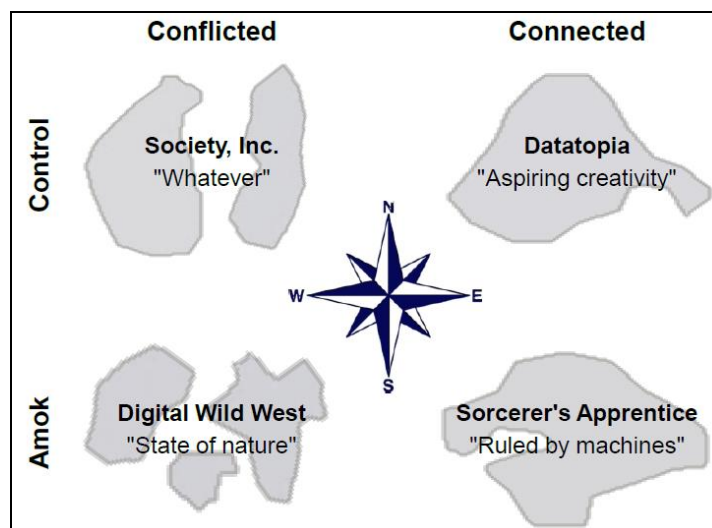 Conflicted
Connected
Control
Society, Inc.
"Whatever"
Datatopia
"Aspiring creativity"
N
W
E
S
Amok
Digital Wild West
"State of nature"
Sorcerer's Apprentice
"Ruled by machines"